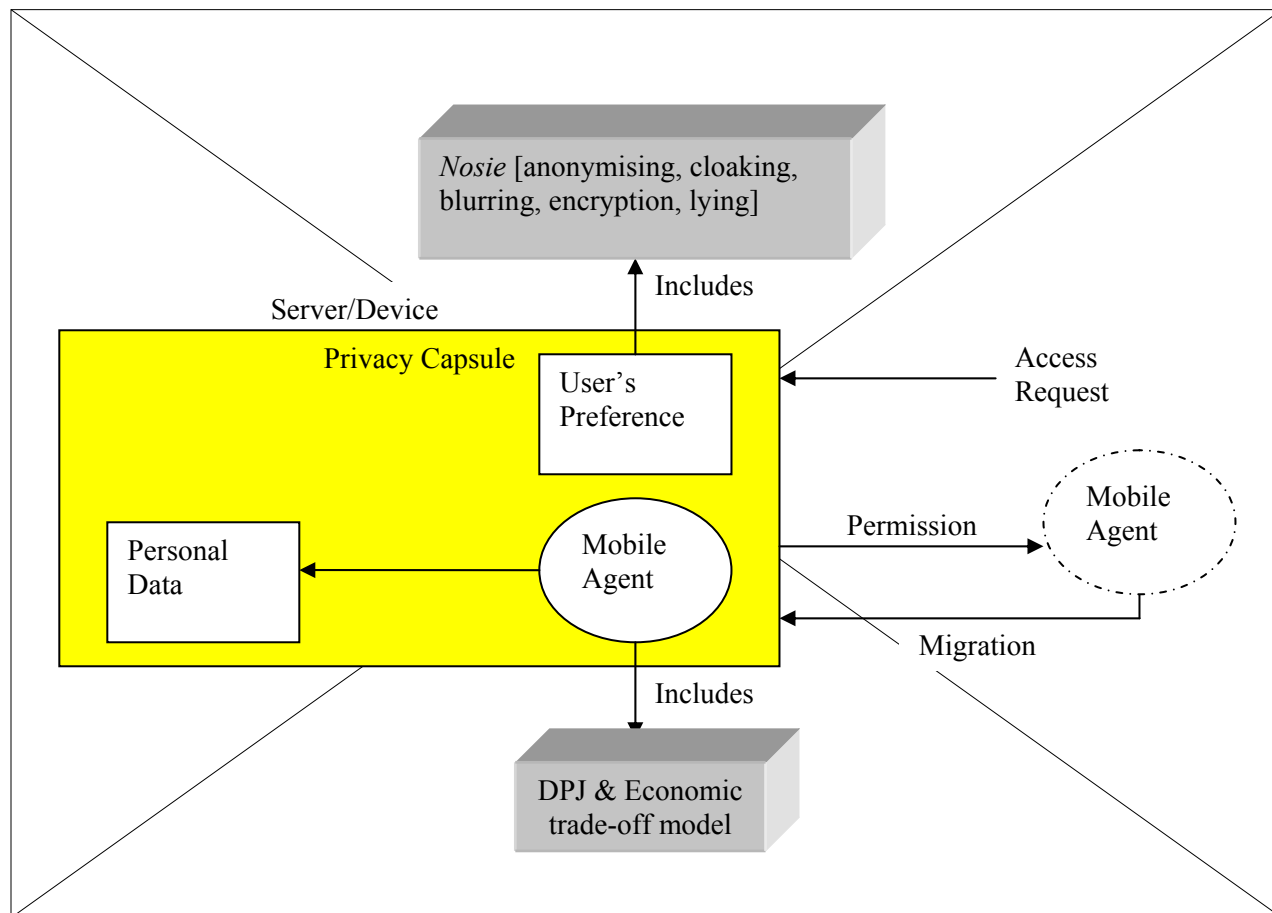 Nosie [anonymising, cloaking,
blurring, encryption, lying]
Includes
Server/Device
Privacy Capsule
User's
Preference
Access
Request
Personal
Data
Mobile
Agent
Permission
Mobile
Agent
Migration
Includes
DPJ & Economic
trade-off model